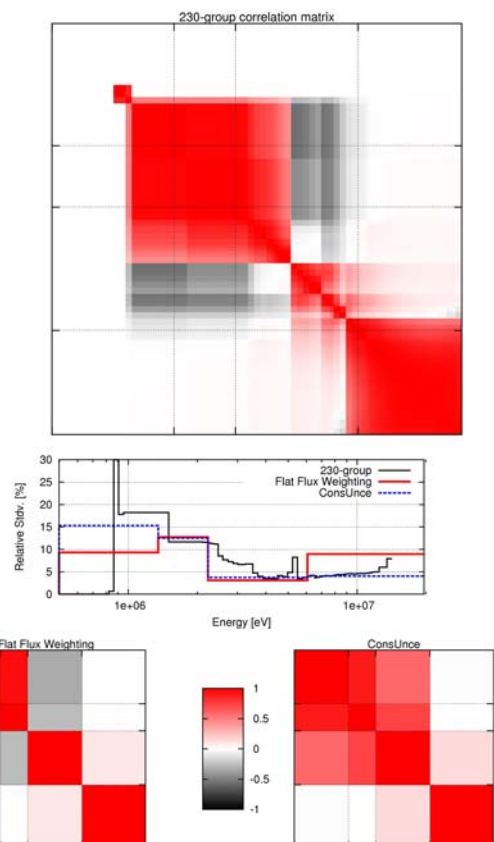 230-group correlation matrix
30
25
20
15
10
5
0
Relative Stdv. [%]
230-group
Flat Flux Weighting
ConsUnce
1e+06
1e+07
Energy [eV]
Flat Flux Weighting
ConsUnce
1
0.5
0
-0.5
-1